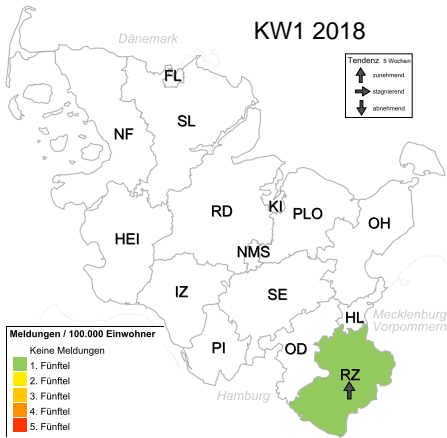 KW1 2018
Dänemark
Tendenz 5 Wochen
zunehmend
stagnierend
abnehmend
FL
SL
NF
RD
KI
PLO
OH
HEI
NMS
IZ
SE
HL
Mecklenburg
Vorpommern
PI
OD
RZ
Hamburg
Meldungen / 100.000 Einwohner
Keine Meldungen
1. Fünftel
2. Fünftel
3. Fünftel
4. Fünftel
5. Fünftel